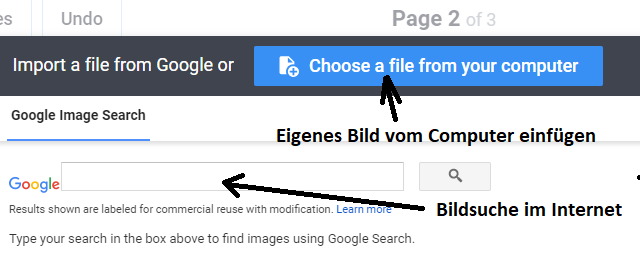 Undo
Page 2 of 3
Import a file from Google or Choose a file from your computer
Google Image Search
Eigenes Bild vom Computer einfügen
Google
Bildsuche im Internet
Results shown are labeled for commercial reuse with modification. Learn more
Type your search in the box above to find images using Google Search.